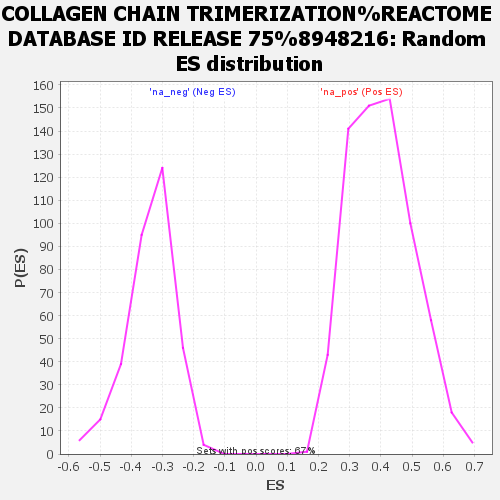 COLLAGEN CHAIN TRIMERIZATION%REACTOME
DATABASE ID RELEASE 75%8948216: Random
ES distribution
'na_neg' (Neg ES) 'na_pos' (Pos ES)
160
150
140
130
120
110
100
90
80
70
60
50
40
30
20
10
0
P(ES)
Sets with pos scores: 67%
-0.6 -0.5 -0.4 -0.3 -0.2 -0.1 0.0 0.1 0.2 0.3 0.4 0.5 0.6 0.7
ES